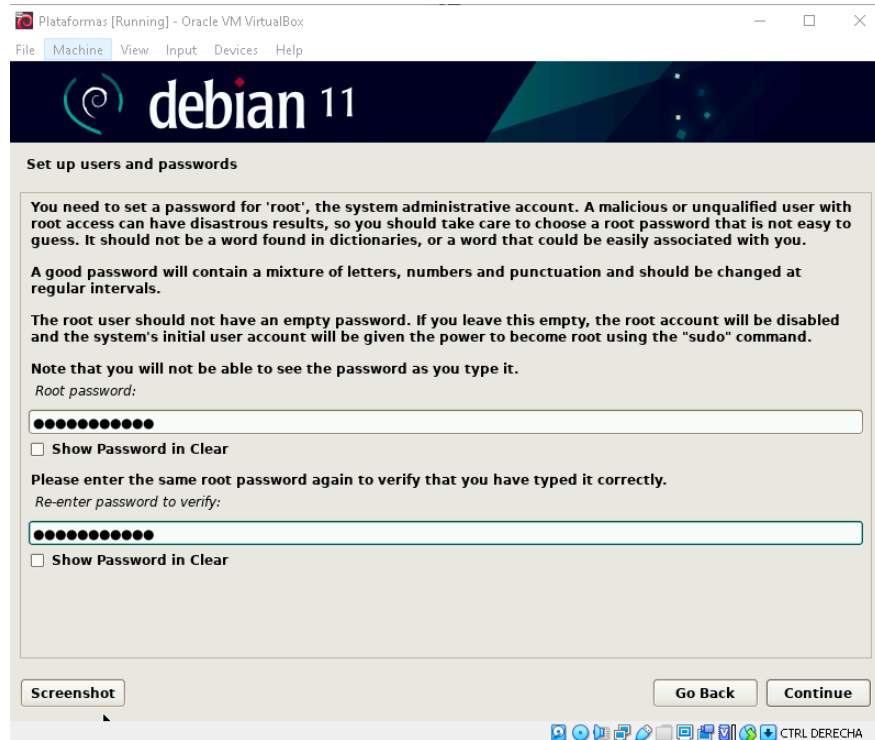 Plataformas [Running] - Oracle VM VirtualBox
File Machine View Input Devices Help
debian 11
Set up users and passwords
You need to set a password for 'root', the system administrative account. A malicious or unqualified user with
root access can have disastrous results, so you should take care to choose a root password that is not easy to
guess. It should not be a word found in dictionaries, or a word that could be easily associated with you.
A good password will contain a mixture of letters, numbers and punctuation and should be changed at
regular intervals.
The root user should not have an empty password. If you leave this empty, the root account will be disabled
and the system's initial user account will be given the power to become root using the "sudo" command.
Note that you will not be able to see the password as you type it.
Root password:
●●●●●●●●●●●
Show Password in Clear
Please enter the same root password again to verify that you have typed it correctly.
Re-enter password to verify:
●●●●●●●●●●●
Show Password in Clear
Screenshot Go Back Continue
CTRL DERECHA